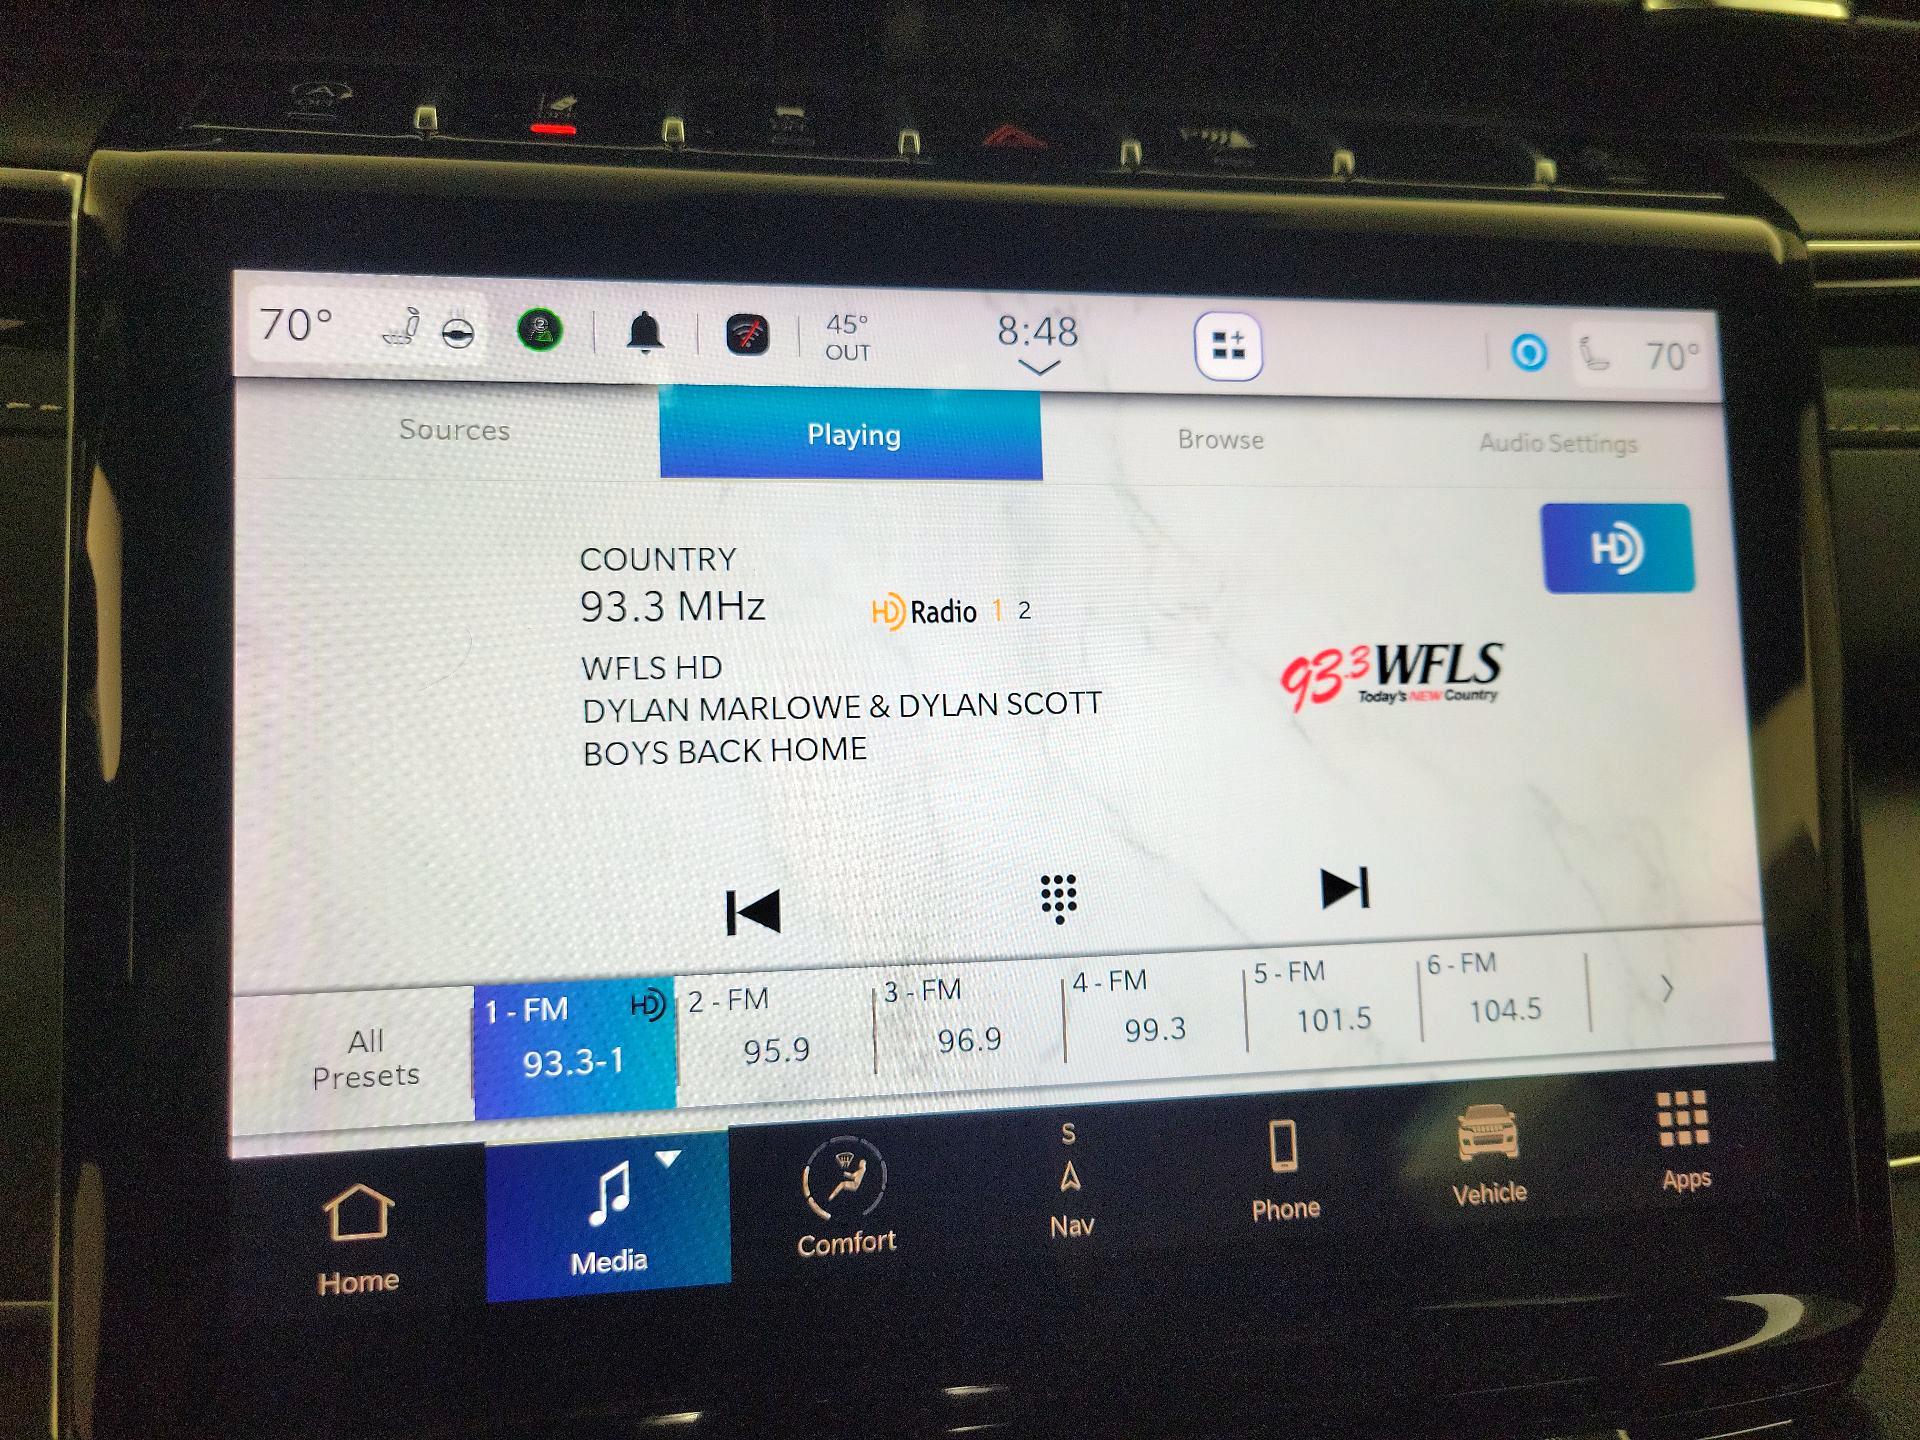 70°
45°
OUT
8:48
70°
Sources
Playing
Browse
Audio Settings
HD
COUNTRY
93.3 MHz
HD Radio 1 2
WFLS HD
DYLAN MARLOWE & DYLAN SCOTT
BOYS BACK HOME
93.3 WFLS
Today's NEW Country
All
Presets
1 - FM HD
93.3-1
2 - FM
95.9
3 - FM
96.9
4 - FM
99.3
5 - FM
101.5
6 - FM
104.5
Home
Media
Comfort
S
Nav
Phone
Vehicle
Apps